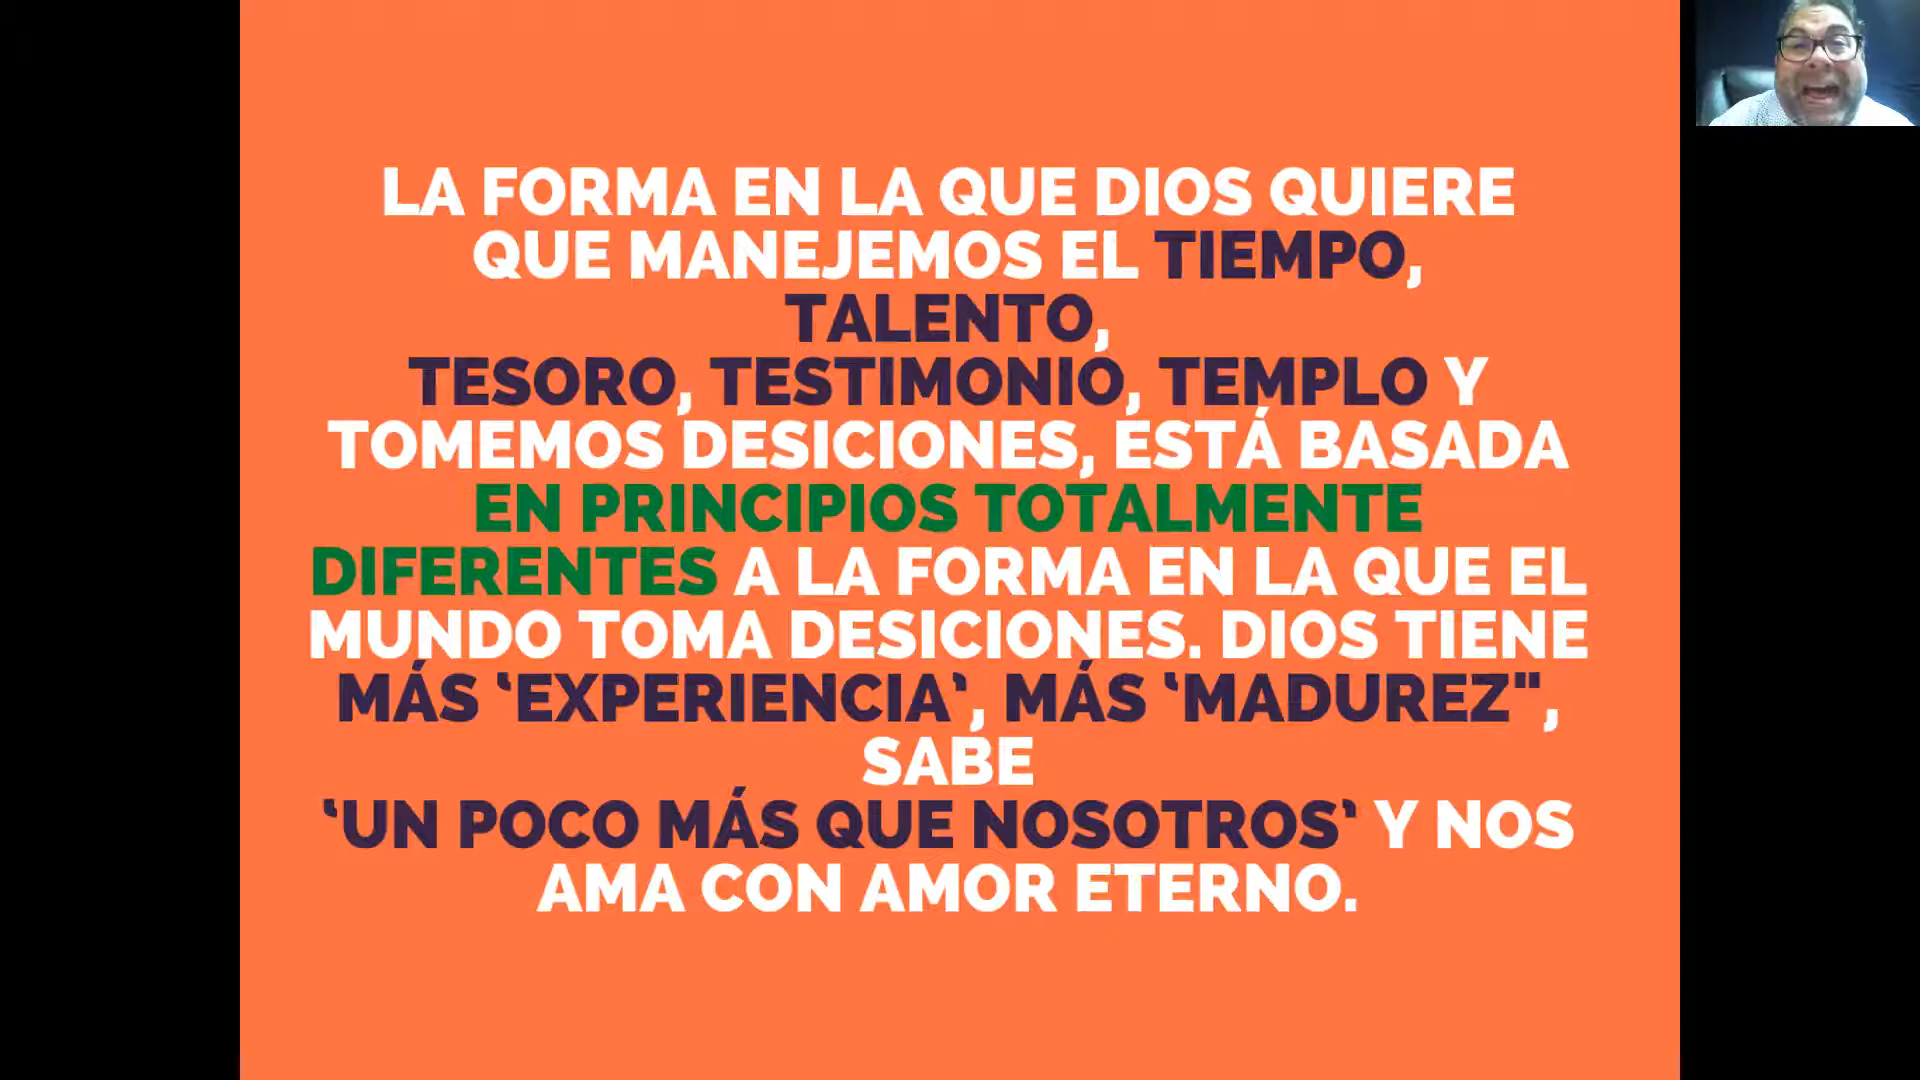 LA FORMA EN LA QUE DIOS QUIERE
QUE MANEJEMOS EL TIEMPO,
TALENTO,
TESORO, TESTIMONIO, TEMPLO Y
TOMEMOS DESICIONES, ESTÁ BASADA
EN PRINCIPIOS TOTALMENTE
DIFERENTES A LA FORMA EN LA QUE EL
MUNDO TOMA DESICIONES. DIOS TIENE
MÁS ‛EXPERIENCIA’, MÁS ‛MADUREZ",
SABE
‛UN POCO MÁS QUE NOSOTROS’ Y NOS
AMA CON AMOR ETERNO.